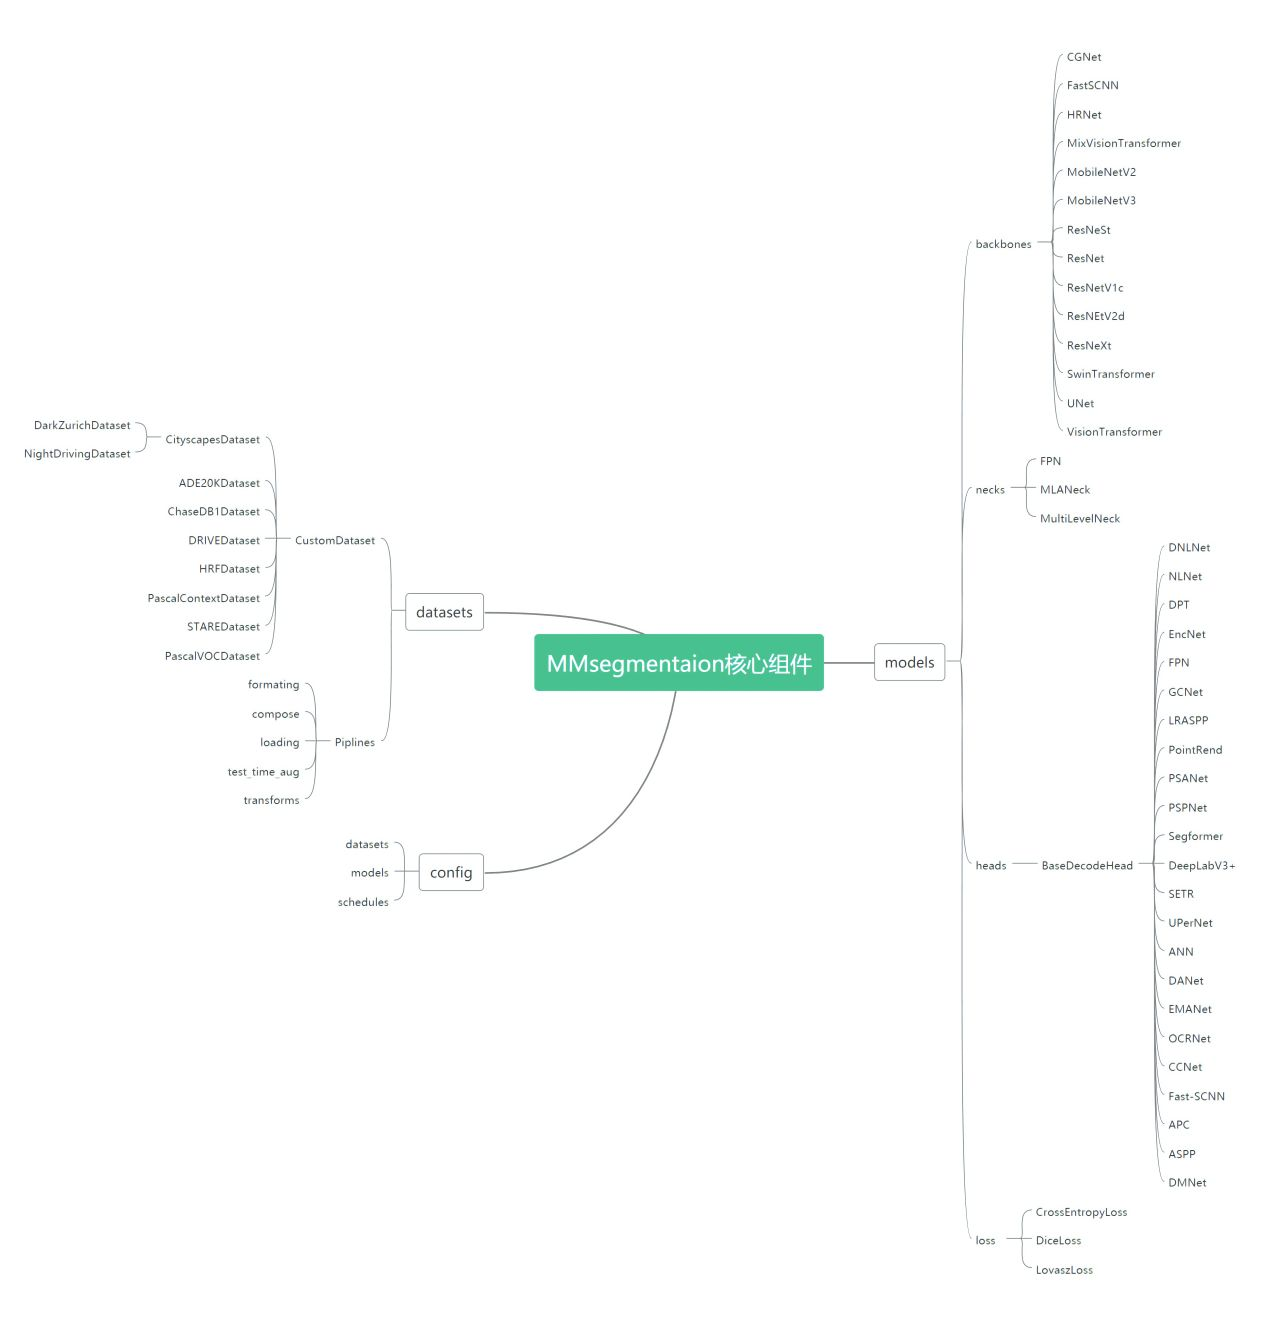 MMsegmentaion核心组件
models
backbones
CGNet
FastSCNN
HRNet
MixVisionTransformer
MobileNetV2
MobileNetV3
ResNeSt
ResNet
ResNetV1c
ResNEtV2d
ResNeXt
SwinTransformer
UNet
VisionTransformer
necks
FPN
MLANeck
MultiLevelNeck
heads
BaseDecodeHead
DNLNet
NLNet
DPT
EncNet
FPN
GCNet
LRASPP
PointRend
PSANet
PSPNet
Segformer
DeepLabV3+
SETR
UPerNet
ANN
DANet
EMANet
OCRNet
CCNet
Fast-SCNN
APC
ASPP
DMNet
loss
CrossEntropyLoss
DiceLoss
LovaszLoss
datasets
CustomDataset
CityscapesDataset
DarkZurichDataset
NightDrivingDataset
ADE20KDataset
ChaseDB1Dataset
DRIVEDataset
HRFDataset
PascalContextDataset
STAREDataset
PascalVOCDataset
Piplines
formating
compose
loading
test_time_aug
transforms
config
datasets
models
schedules